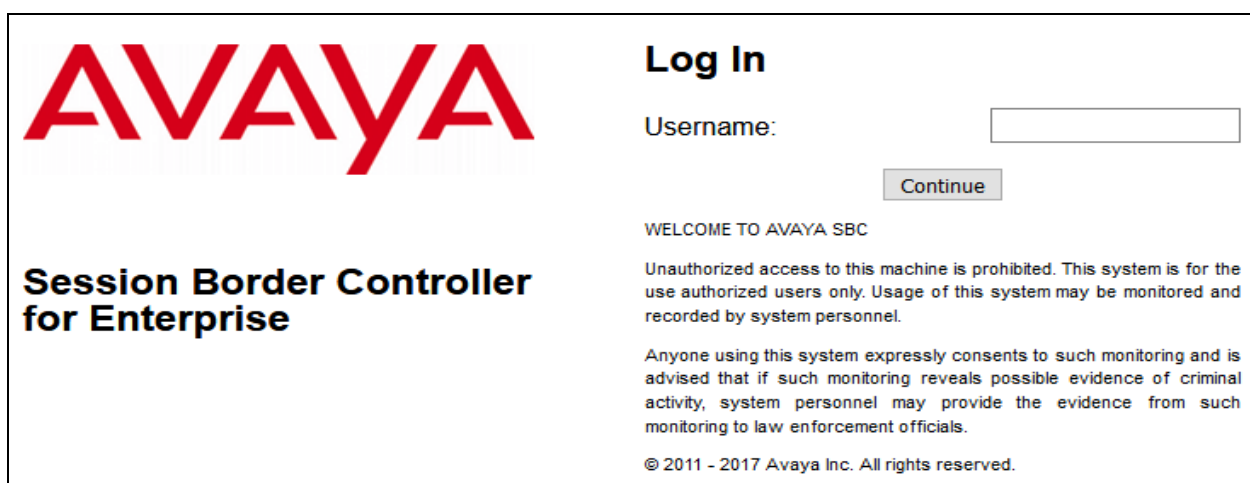 AVAYA
Session Border Controller
for Enterprise
Log In
Username:
Continue
WELCOME TO AVAYA SBC
Unauthorized access to this machine is prohibited. This system is for the
use authorized users only. Usage of this system may be monitored and
recorded by system personnel.
Anyone using this system expressly consents to such monitoring and is
advised that if such monitoring reveals possible evidence of criminal
activity, system personnel may provide the evidence from such
monitoring to law enforcement officials.
© 2011 - 2017 Avaya Inc. All rights reserved.